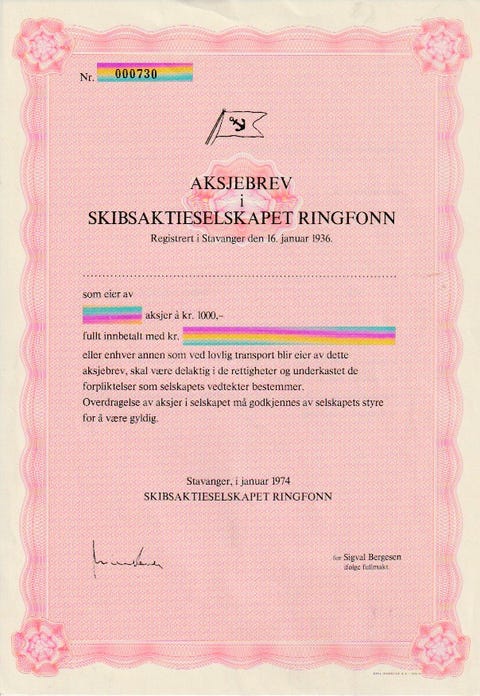 Nr. 000730
AKSJEBREV
i
SKIBSAKTIESELSKAPET RINGFONN
Registrert i Stavanger den 16. januar 1936.
som eier av
aksjer à kr. 1000,–
fullt innbetalt med kr.
eller enhver annen som ved lovlig transport blir eier av dette
aksjebrev, skal være delaktig i de rettigheter og underkastet de
forpliktelser som selskapets vedtekter bestemmer.
Overdragelse av aksjer i selskapet må godkjennes av selskapets styre
for å være gyldig.
Stavanger, i januar 1974
SKIBSAKTIESELSKAPET RINGFONN
for Sigval Bergesen
ifølge fullmakt.